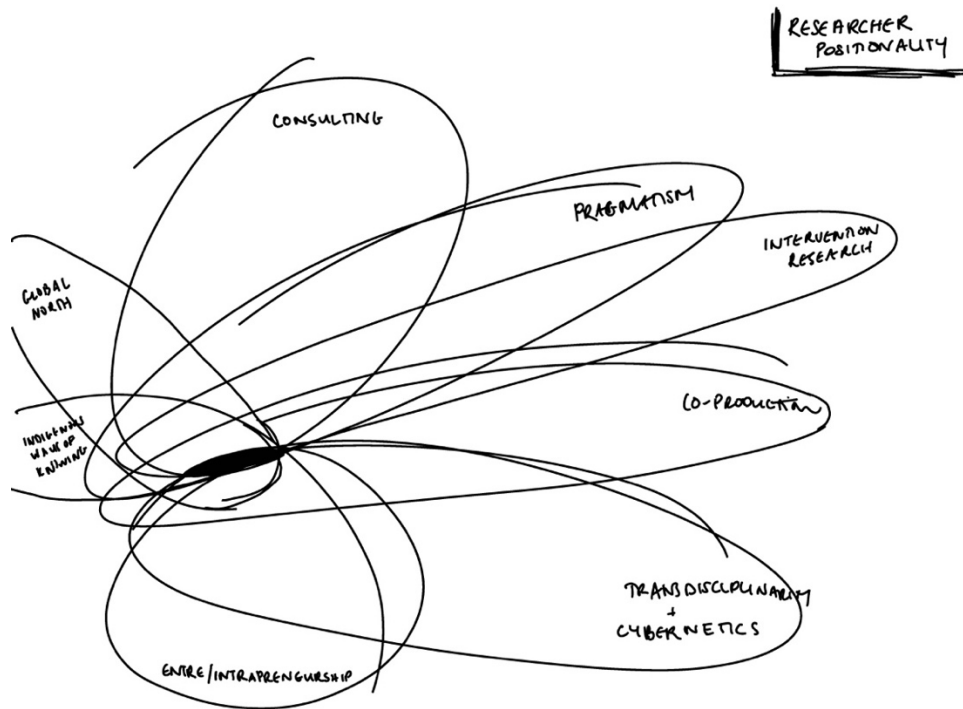 RESEARCHER
POSITIONALITY
CONSULTING
PRAGMATISM
INTERVENTION
RESEARCH
GLOBAL
NORTH
CO-PRODUCTION
INDIGENOUS
WAYS OF
KNOWING
TRANSDISCIPLINARITY
+
CYBERNETICS
ENTRE/INTRAPRENEURSHIP